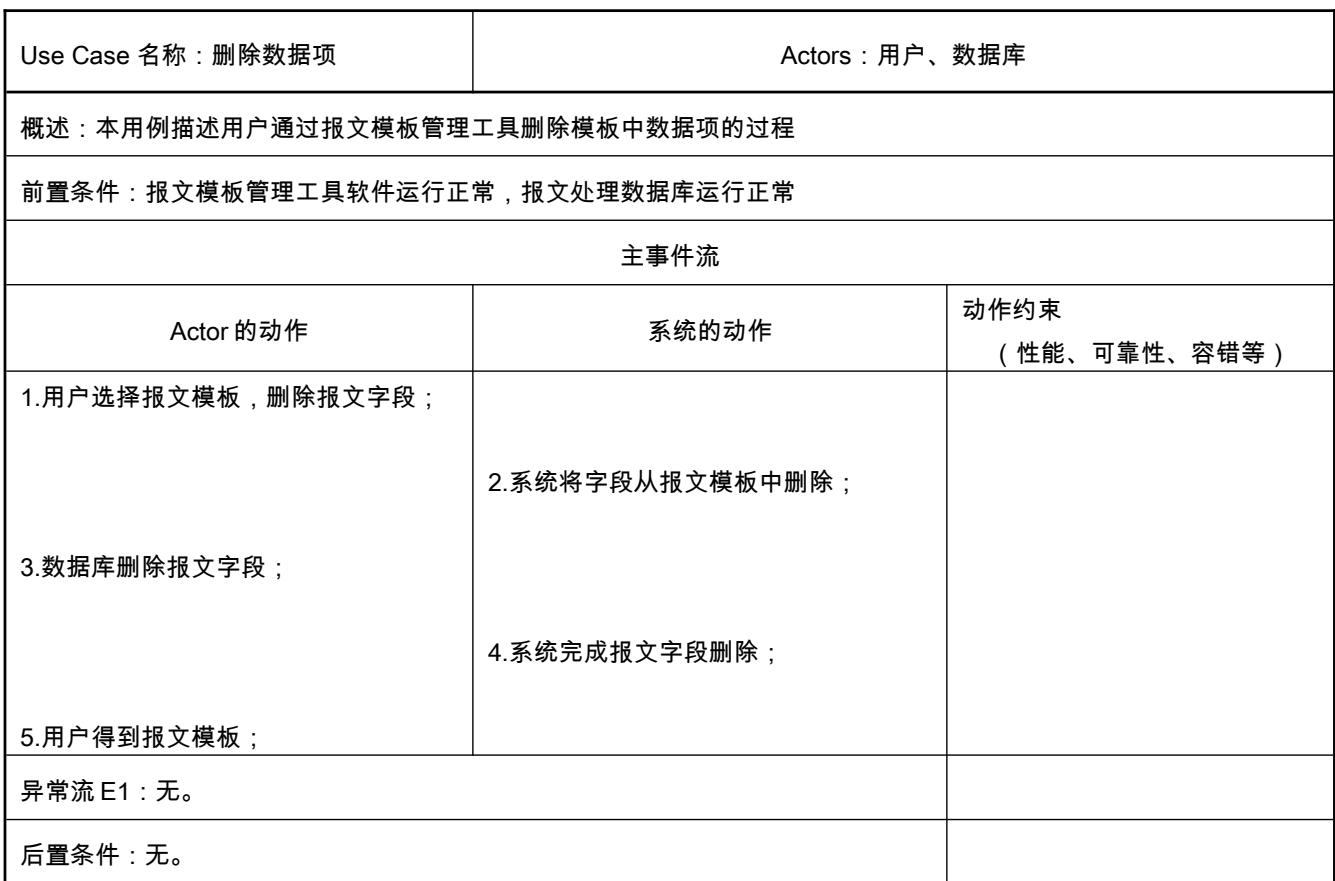 Use Case 名称：删除数据项
Actors：用户、数据库
概述：本用例描述用户通过报文模板管理工具删除模板中数据项的过程
前置条件：报文模板管理工具软件运行正常，报文处理数据库运行正常
主事件流
Actor 的动作
系统的动作
动作约束
（性能、可靠性、容错等）
1.用户选择报文模板，删除报文字段；
2.系统将字段从报文模板中删除；
3.数据库删除报文字段；
4.系统完成报文字段删除；
5.用户得到报文模板；
异常流 E1：无。
后置条件：无。